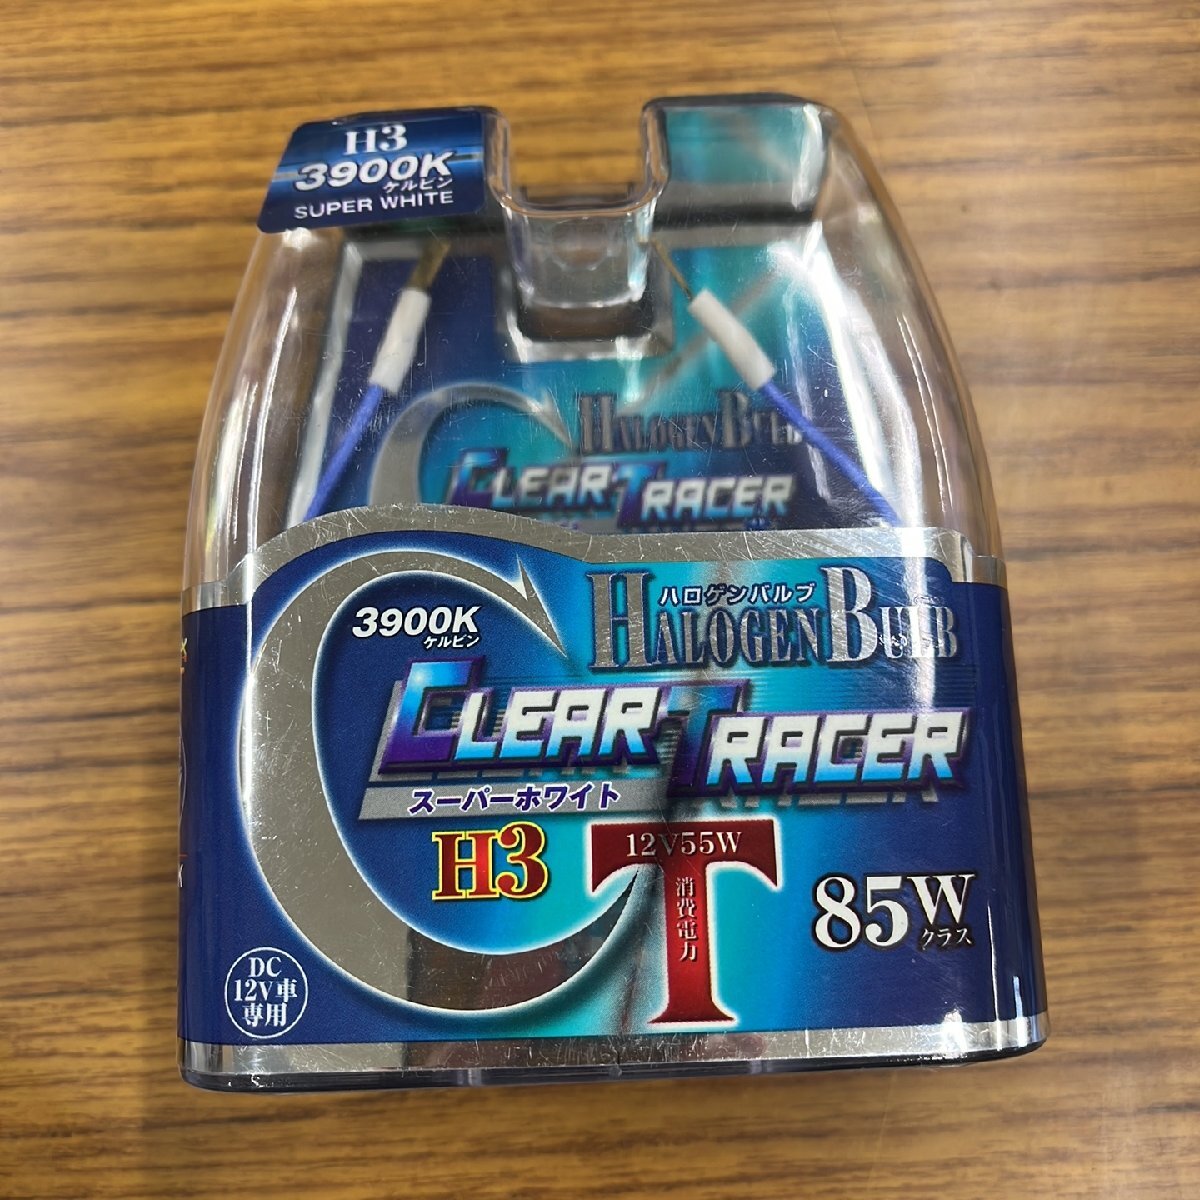 H3
3900K
ケルビン
SUPER WHITE
HALOGEN BULB
CLEAR TRACER
ハロゲンバルブ
HALOGEN BULB
3900K
ケルビン
CLEAR TRACER
スーパーホワイト
H3
12V55W
消費電力
85W
クラス
DC
12V車
専用